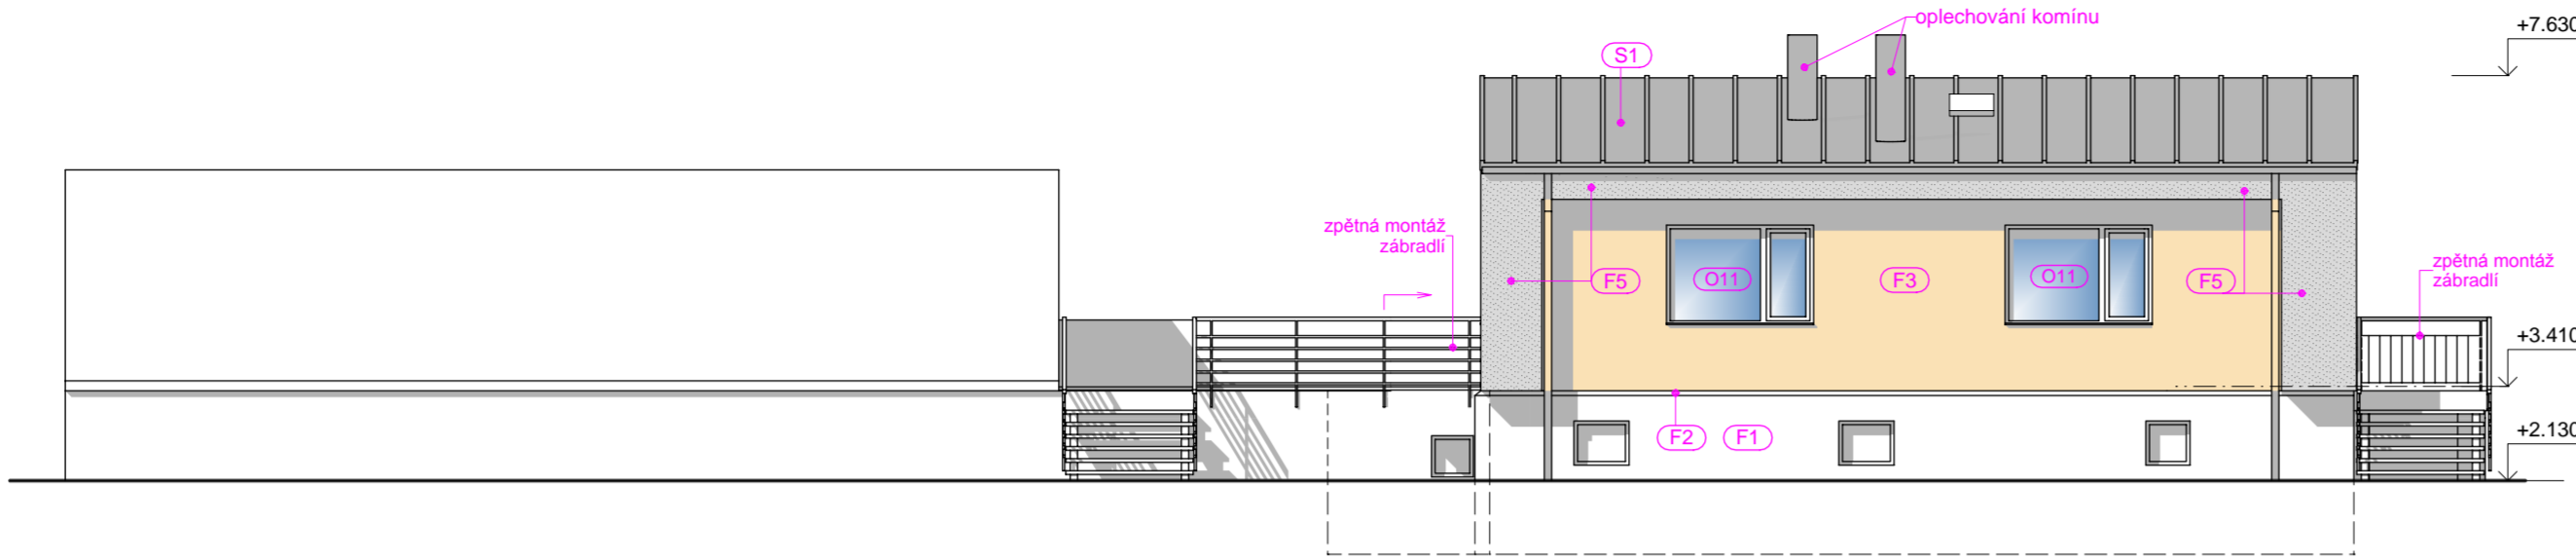 oplechování komínu
+7.630
S1
zpětná montáž
zábradlí
F5
O11
F3
O11
F5
zpětná montáž
zábradlí
+3.410
F2
F1
+2.130